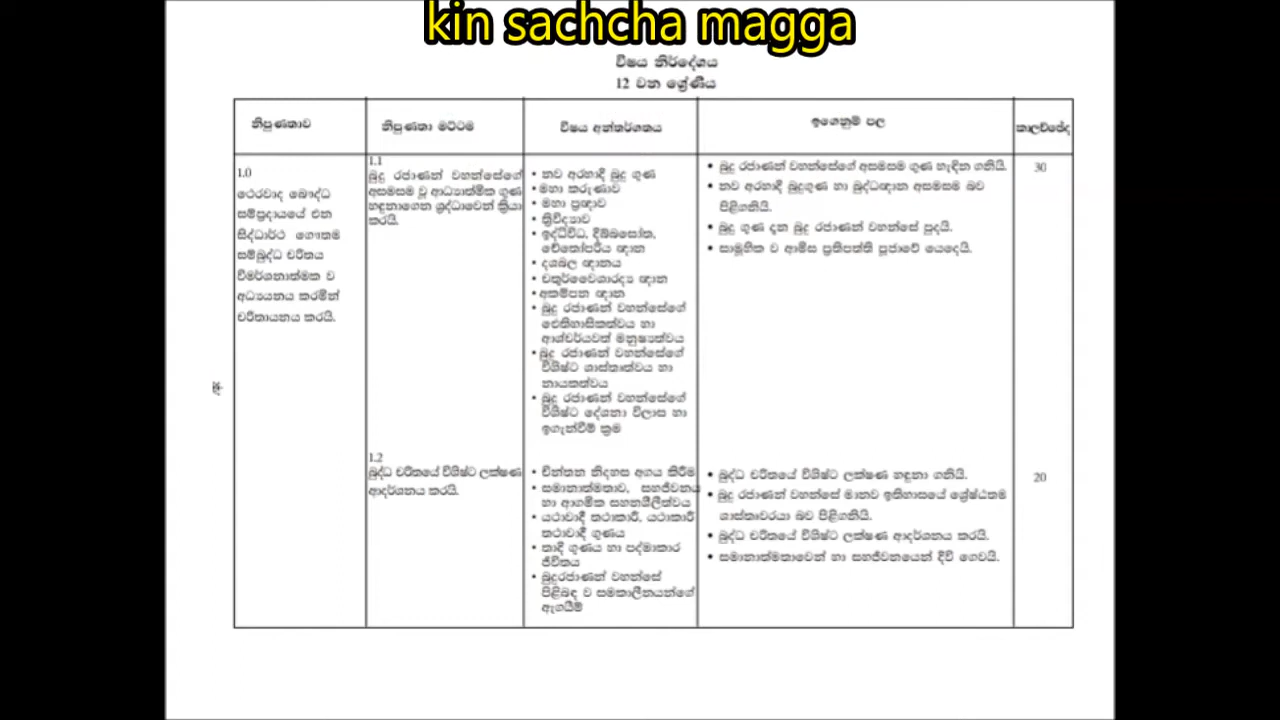 kin sachcha magga
විෂය නිර්දේශය
12 වන ශ්‍රේණිය
නිපුණතාව
නිපුණතා මට්ටම
විෂය අන්තර්ගතය
ඉගෙනුම් පල
කාලච්ඡේද
1.0
ථෙරවාද බෞද්ධ
සම්ප්‍රදායයේ එන
සිද්ධාර්ථ ගෞතම
සම්බුද්ධ චරිතය
විමර්ශනාත්මක ව
අධ්‍යයනය කරමින්
චරිතායනය කරයි.
1.1
බුදු රජාණන් වහන්සේගේ
අසමසම වූ ආධ්‍යාත්මික ගුණ
හඳුනාගෙන ශ්‍රද්ධාවෙන් ක්‍රියා
කරයි.
• නව අරහාදී බුදු ගුණ
• මහා කරුණාව
• මහා ප්‍රඥාව
• ත්‍රිවිද්‍යාව
• ඉද්ධිවිධ, දිබ්බසෝත,
චේතෝපරිය ඥාන
• දශබල ඥානය
• චතුර්වෛශාරද්‍ය ඥාන
• අකම්පන ඥාන
• බුදු රජාණන් වහන්සේගේ
ඓතිහාසිකත්වය හා
ආශ්චර්යවත් මනුෂ්‍යත්වය
• බුදු රජාණන් වහන්සේගේ
විශිෂ්ට ශාස්තෘත්වය හා
නායකත්වය
• බුදු රජාණන් වහන්සේගේ
විශිෂ්ට දේශනා විලාස හා
ඉගැන්වීම් ක්‍රම
• බුදු රජාණන් වහන්සේගේ අසමසම ගුණ හැඳින ගනියි.
• නව අරහාදී බුදුගුණ හා බුද්ධඥාන අසමසම බව
පිළිගනියි.
• බුදු ගුණ දැන බුදු රජාණන් වහන්සේ පුදයි.
• සාමූහික ව ආමිස ප්‍රතිපත්ති පූජාවේ යෙදෙයි.
30
1.2
බුද්ධ චරිතයේ විශිෂ්ට ලක්ෂණ
ආදර්ශනය කරයි.
• චින්තන නිදහස අගය කිරීම
• සමානාත්මතාව, සහජීවනය
හා ආගමික සහනශීලීත්වය
• යථාවාදී තථාකාරී, යථාකාරී
තථාවාදී ගුණය
• තාදී ගුණය හා පද්මාකාර
ජීවිතය
• බුදුරජාණන් වහන්සේ
පිළිබඳ ව සමකාලීනයන්ගේ
ඇගයීම්
• බුද්ධ චරිතයේ විශිෂ්ට ලක්ෂණ හඳුනා ගනියි.
• බුදු රජාණන් වහන්සේ මානව ඉතිහාසයේ ශ්‍රේෂ්ඨතම
ශාස්තාවරයා බව පිළිගනියි.
• බුද්ධ චරිතයේ විශිෂ්ට ලක්ෂණ ආදර්ශනය කරයි.
• සමානාත්මතාවෙන් හා සහජීවනයෙන් දිවි ගෙවයි.
20